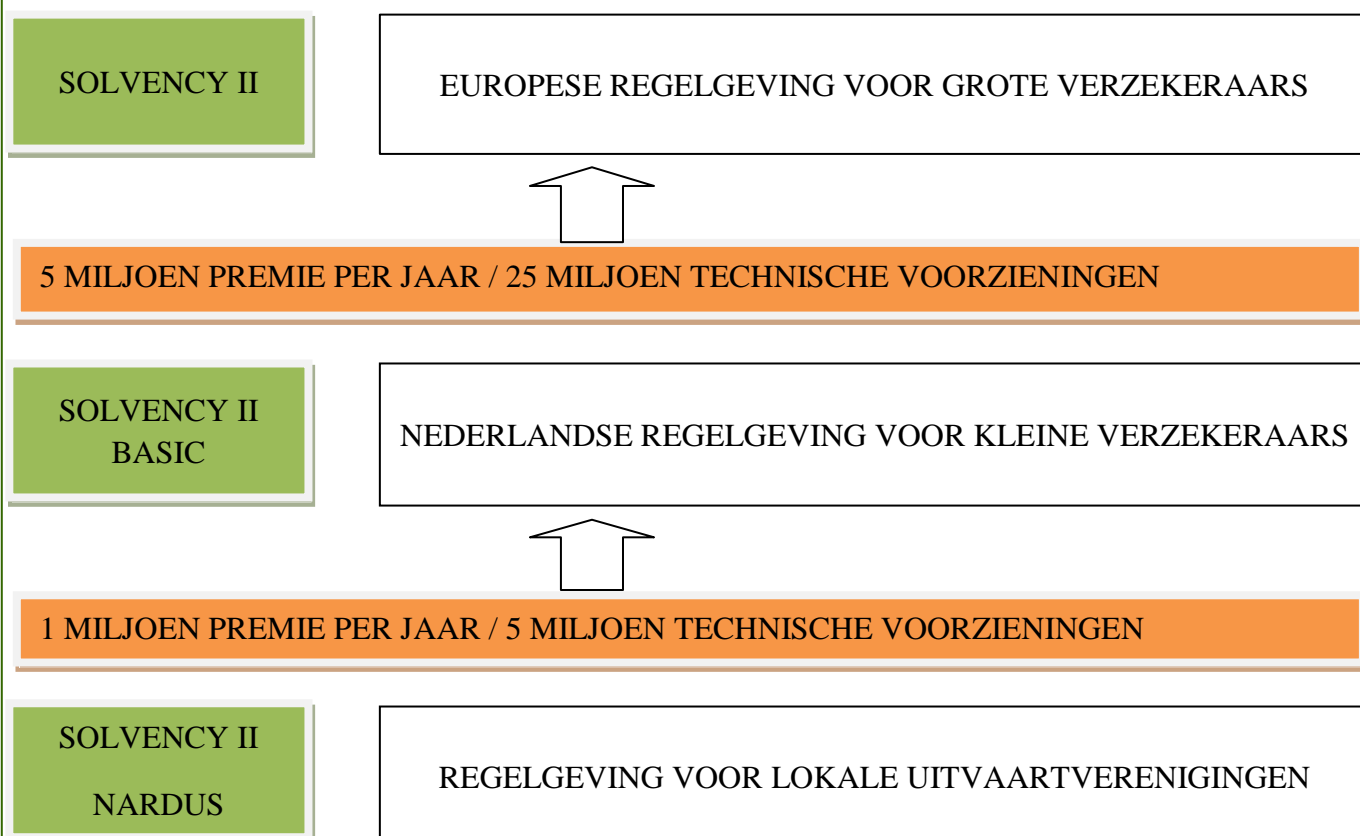 SOLVENCY II
EUROPESE REGELGEVING VOOR GROTE VERZEKERAARS
5 MILJOEN PREMIE PER JAAR / 25 MILJOEN TECHNISCHE VOORZIENINGEN
SOLVENCY II
BASIC
NEDERLANDSE REGELGEVING VOOR KLEINE VERZEKERAARS
1 MILJOEN PREMIE PER JAAR / 5 MILJOEN TECHNISCHE VOORZIENINGEN
SOLVENCY II
NARDUS
REGELGEVING VOOR LOKALE UITVAARTVERENIGINGEN